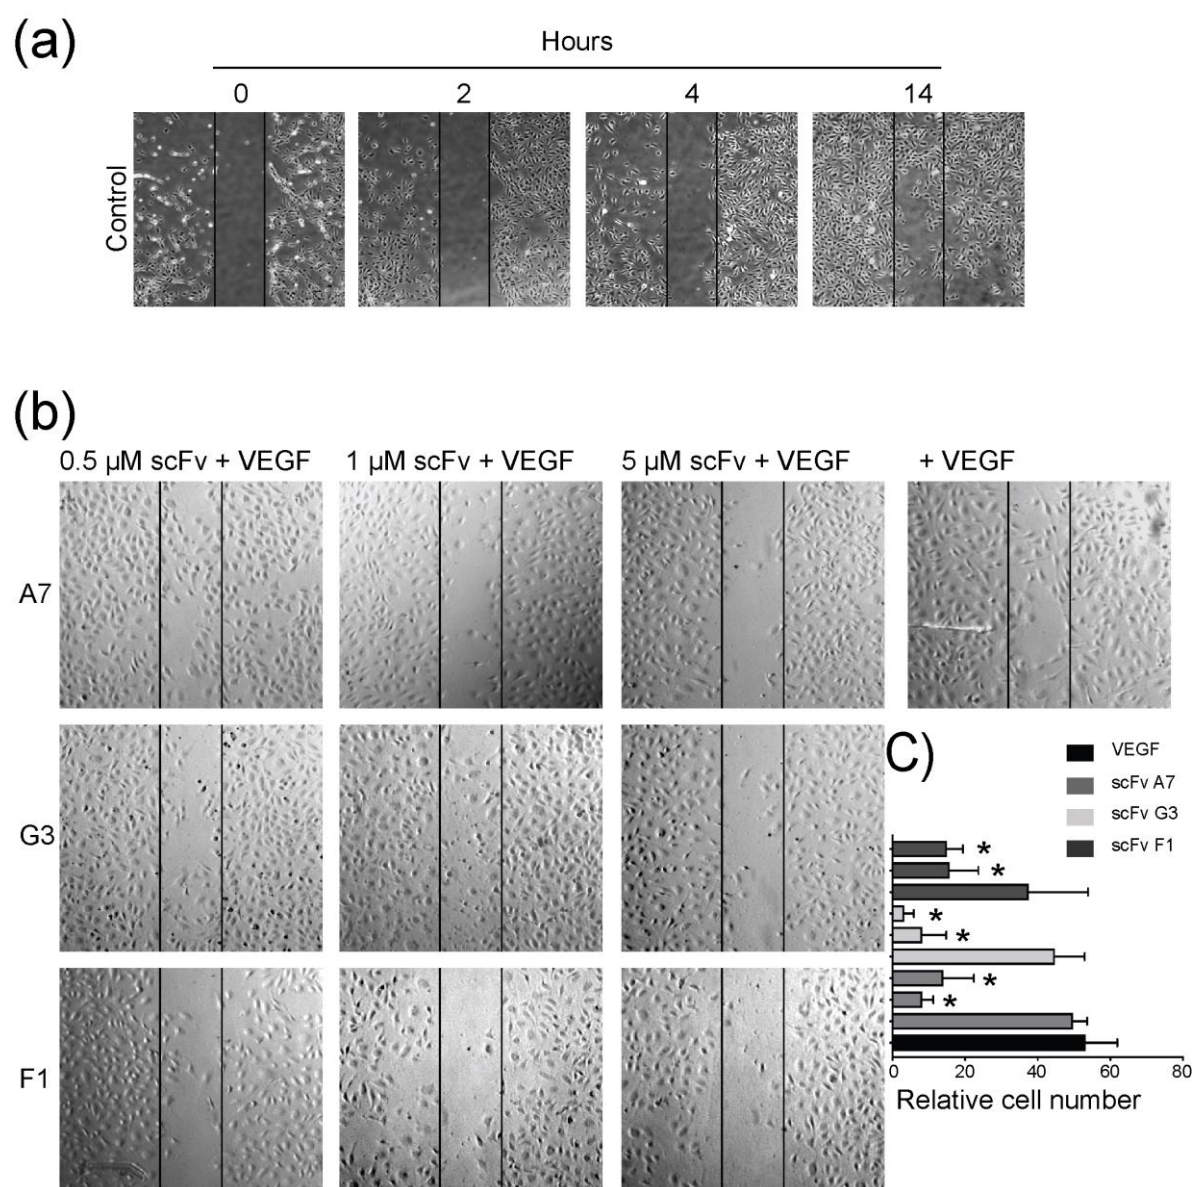 (a)
Hours
0 2 4 14
Control
(b)
0.5 µM scFv + VEGF 1 µM scFv + VEGF 5 µM scFv + VEGF + VEGF
A7
G3
F1
C)
VEGF
scFv A7
scFv G3
scFv F1
*
*
*
*
*
*
0 20 40 60 80
Relative cell number